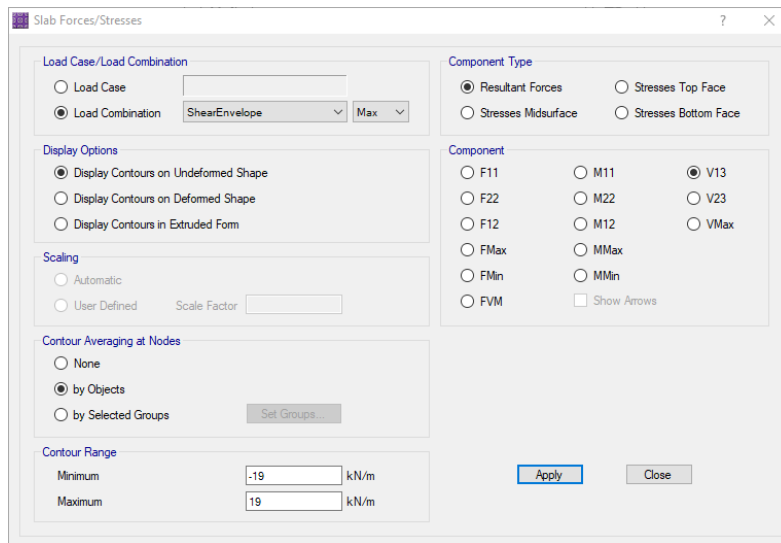 Slab Forces/Stresses
?
Load Case/Load Combination
Load Case
Load Combination ShearEnvelope Max
Display Options
Display Contours on Undeformed Shape
Display Contours on Deformed Shape
Display Contours in Extruded Form
Scaling
Automatic
User Defined Scale Factor
Contour Averaging at Nodes
None
by Objects
by Selected Groups Set Groups...
Contour Range
Minimum -19 kN/m
Maximum 19 kN/m
Component Type
Resultant Forces Stresses Top Face
Stresses Midsurface Stresses Bottom Face
Component
F11 M11 V13
F22 M22 V23
F12 M12 VMax
FMax MMax
FMin MMin
FVM Show Arrows
Apply Close